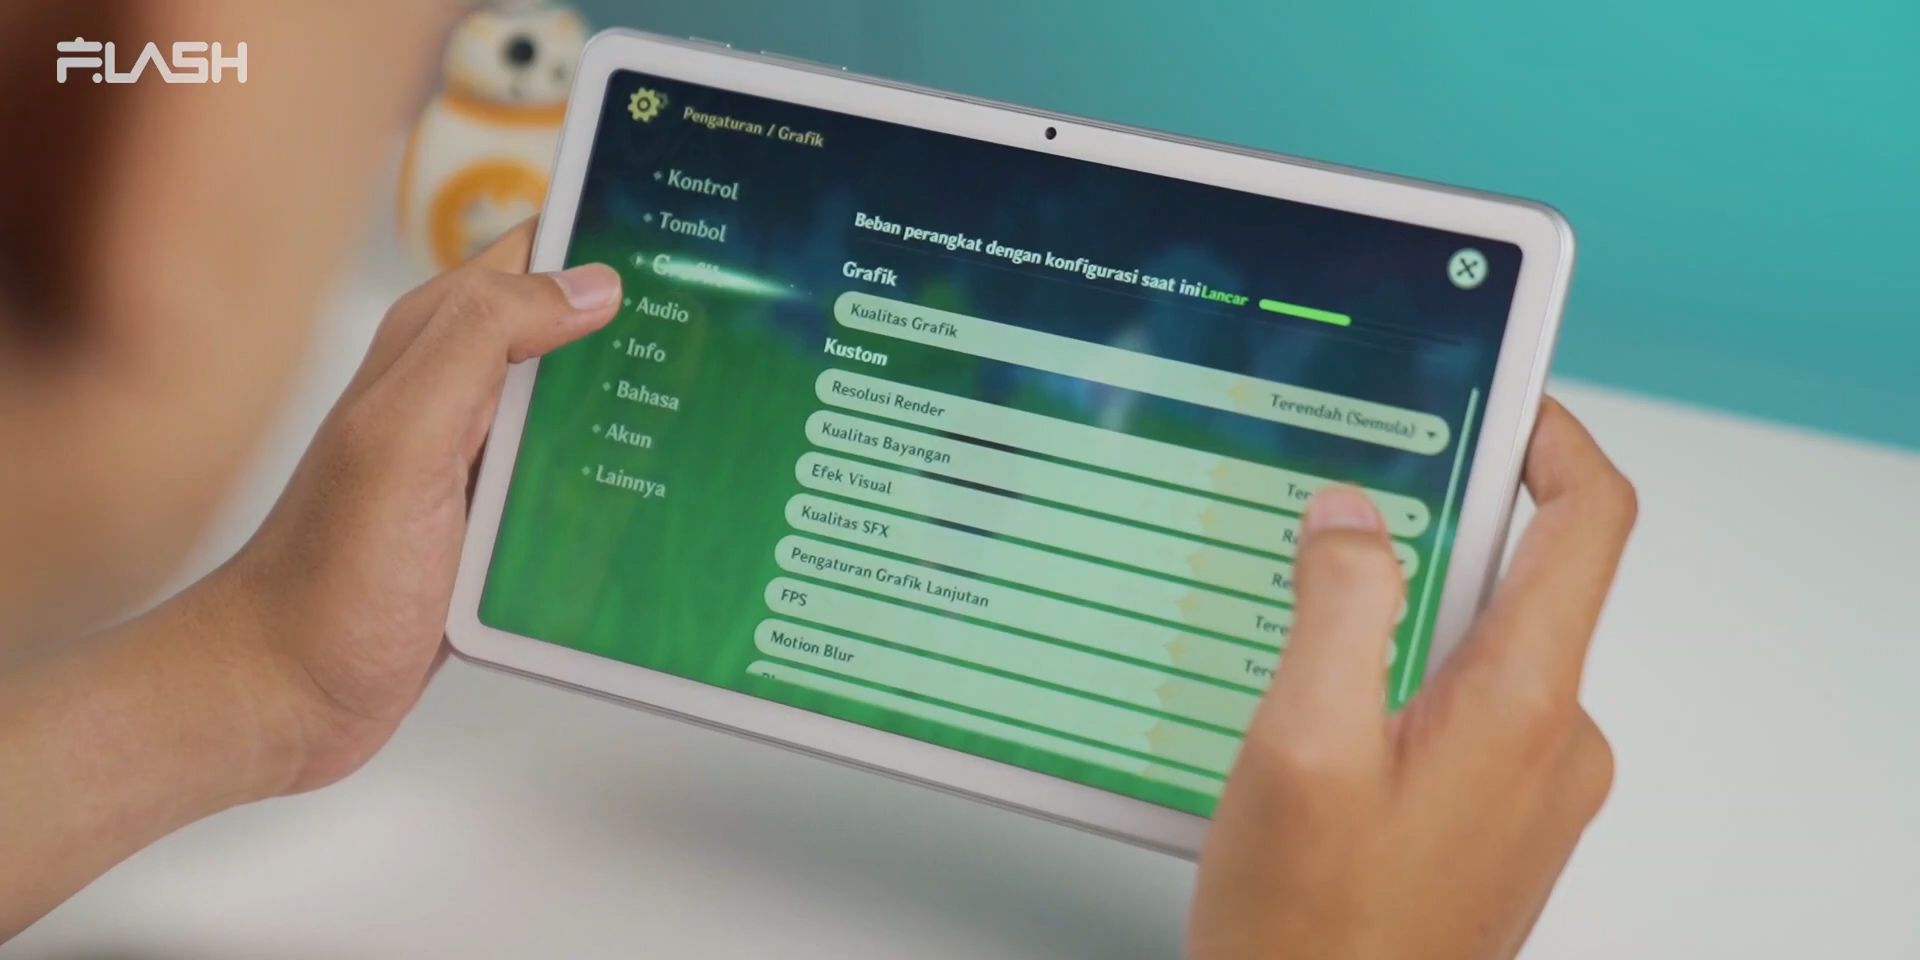 FLASH
Pengaturan / Grafik
Kontrol
Tombol
Audio
Info
Bahasa
Akun
Lainnya
Beban perangkat dengan konfigurasi saat ini Lancar
Grafik
Kualitas Grafik Terendah (Semula)
Kustom
Resolusi Render
Kualitas Bayangan
Efek Visual
Kualitas SFX
Pengaturan Grafik Lanjutan
FPS
Motion Blur